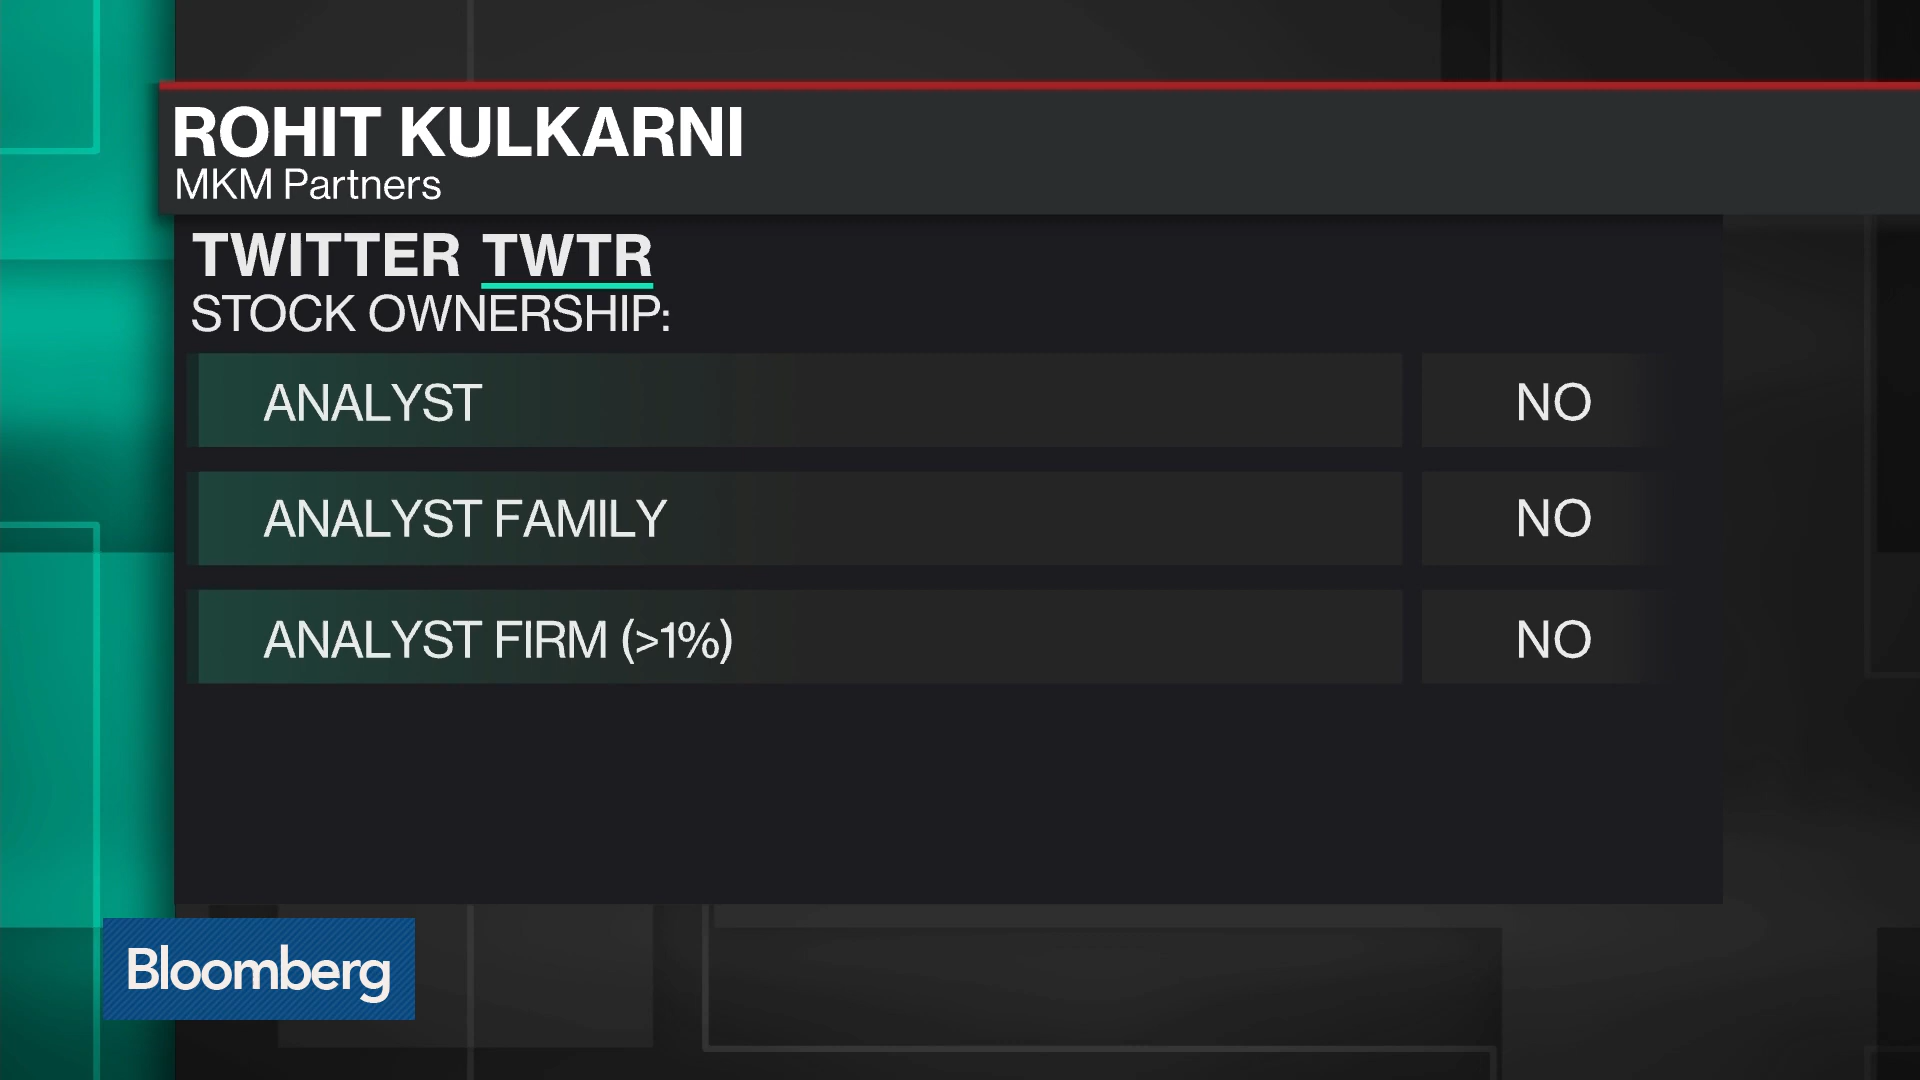 ROHIT KULKARNI
MKM Partners
TWITTER TWTR
STOCK OWNERSHIP:
ANALYST NO
ANALYST FAMILY NO
ANALYST FIRM (>1%) NO
Bloomberg